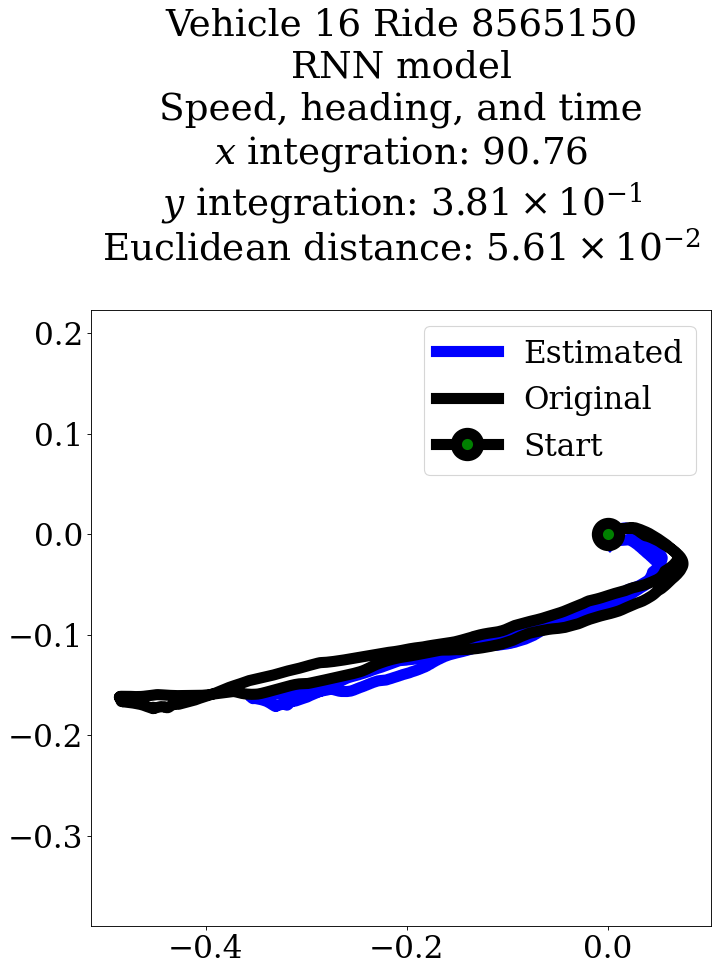 Vehicle 16 Ride 8565150
RNN model
Speed, heading, and time
x integration: 90.76
y integration: 3.81 × 10⁻¹
Euclidean distance: 5.61 × 10⁻²
Estimated
Original
Start
0.2
0.1
0.0
−0.1
−0.2
−0.3
−0.4 −0.2 0.0